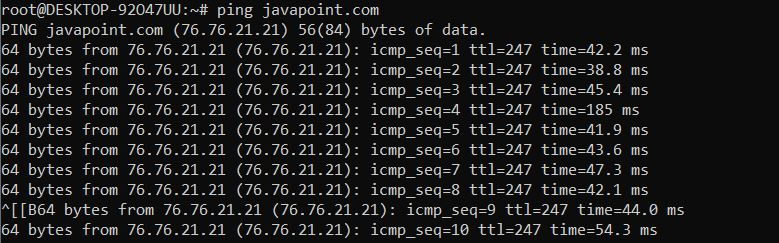 root@DESKTOP-92O47UU:~# ping javapoint.com
PING javapoint.com (76.76.21.21) 56(84) bytes of data.
64 bytes from 76.76.21.21 (76.76.21.21): icmp_seq=1 ttl=247 time=42.2 ms
64 bytes from 76.76.21.21 (76.76.21.21): icmp_seq=2 ttl=247 time=38.8 ms
64 bytes from 76.76.21.21 (76.76.21.21): icmp_seq=3 ttl=247 time=45.4 ms
64 bytes from 76.76.21.21 (76.76.21.21): icmp_seq=4 ttl=247 time=185 ms
64 bytes from 76.76.21.21 (76.76.21.21): icmp_seq=5 ttl=247 time=41.9 ms
64 bytes from 76.76.21.21 (76.76.21.21): icmp_seq=6 ttl=247 time=43.6 ms
64 bytes from 76.76.21.21 (76.76.21.21): icmp_seq=7 ttl=247 time=47.3 ms
64 bytes from 76.76.21.21 (76.76.21.21): icmp_seq=8 ttl=247 time=42.1 ms
^[[B64 bytes from 76.76.21.21 (76.76.21.21): icmp_seq=9 ttl=247 time=44.0 ms
64 bytes from 76.76.21.21 (76.76.21.21): icmp_seq=10 ttl=247 time=54.3 ms